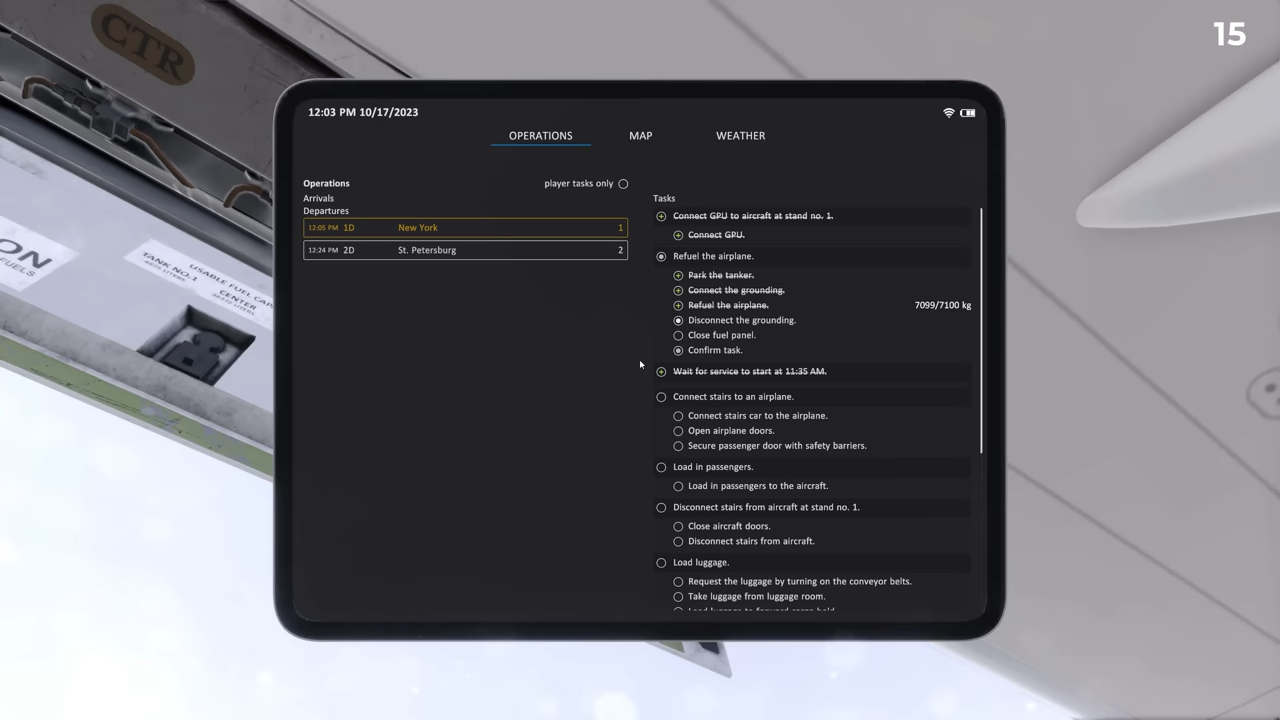 15
CTR
ON
FUELS
TANK NO.1
USABLE FUEL CAP
CENTER
12:03 PM 10/17/2023
OPERATIONS MAP WEATHER
Operations player tasks only
Arrivals
Departures
12:05 PM 1D New York 1
12:24 PM 2D St. Petersburg 2
Tasks
Connect GPU to aircraft at stand no. 1.
Connect GPU.
Refuel the airplane.
Park the tanker.
Connect the grounding.
Refuel the airplane. 7099/7100 kg
Disconnect the grounding.
Close fuel panel.
Confirm task.
Wait for service to start at 11:35 AM.
Connect stairs to an airplane.
Connect stairs car to the airplane.
Open airplane doors.
Secure passenger door with safety barriers.
Load in passengers.
Load in passengers to the aircraft.
Disconnect stairs from aircraft at stand no. 1.
Close aircraft doors.
Disconnect stairs from aircraft.
Load luggage.
Request the luggage by turning on the conveyor belts.
Take luggage from luggage room.
Load luggage to forward cargo hold.